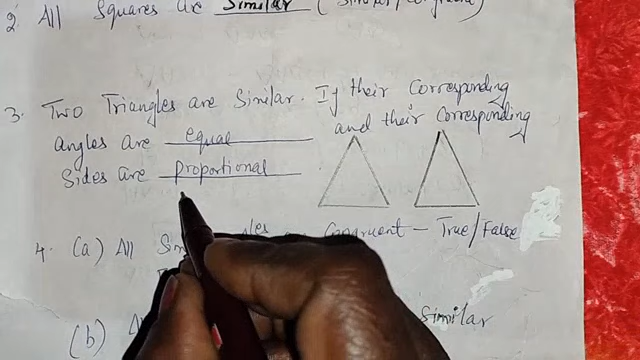 2. All Squares are Similar (Similar/Congruent)
3. Two Triangles are Similar. If their Corresponding
angles are equal and their Corresponding
Sides are Proportional
4. (a) All Congruent - True/False
(b) Similar